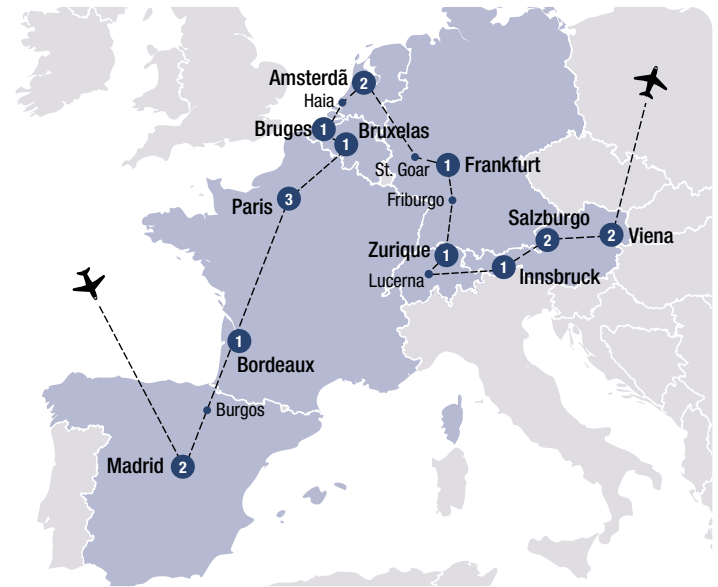 Amsterdã
2
Haia
Bruges
1
Bruxelas
1
St. Goar
1
Frankfurt
Friburgo
Paris
3
Salzburgo
2
2
Viena
Zurique
1
Lucerna
1
Innsbruck
1
Bordeaux
Burgos
Madrid
2